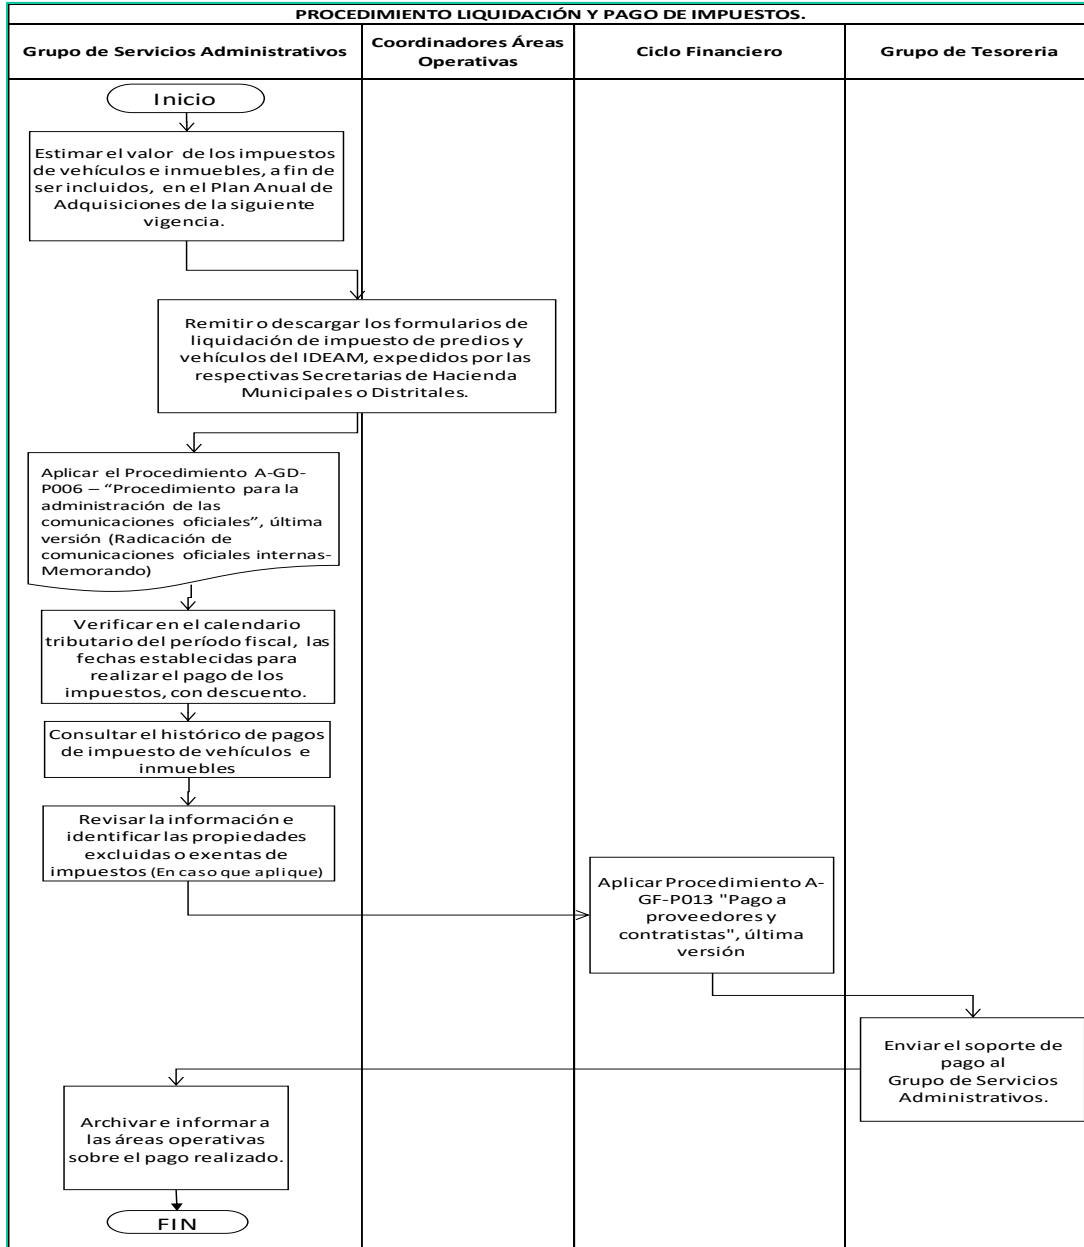 PROCEDIMIENTO LIQUIDACIÓN Y PAGO DE IMPUESTOS.
Grupo de Servicios Administrativos
Coordinadores Áreas
Operativas
Ciclo Financiero
Grupo de Tesoreria
Inicio
Estimar el valor de los impuestos
de vehículos e inmuebles, a fin de
ser incluidos, en el Plan Anual de
Adquisiciones de la siguiente
vigencia.
Remitir o descargar los formularios de
liquidación de impuesto de predios y
vehículos del IDEAM, expedidos por las
respectivas Secretarias de Hacienda
Municipales o Distritales.
Aplicar el Procedimiento A-GD-
P006 – “Procedimiento para la
administración de las
comunicaciones oficiales”, última
versión (Radicación de
comunicaciones oficiales internas-
Memorando)
Verificar en el calendario
tributario del período fiscal, las
fechas establecidas para
realizar el pago de los
impuestos, con descuento.
Consultar el histórico de pagos
de impuesto de vehículos e
inmuebles
Revisar la información e
identificar las propiedades
excluidas o exentas de
impuestos (En caso que aplique)
Aplicar Procedimiento A-
GF-P013 "Pago a
proveedores y
contratistas", última
versión
Enviar el soporte de
pago al
Grupo de Servicios
Administrativos.
Archivar e informar a
las áreas operativas
sobre el pago realizado.
FIN